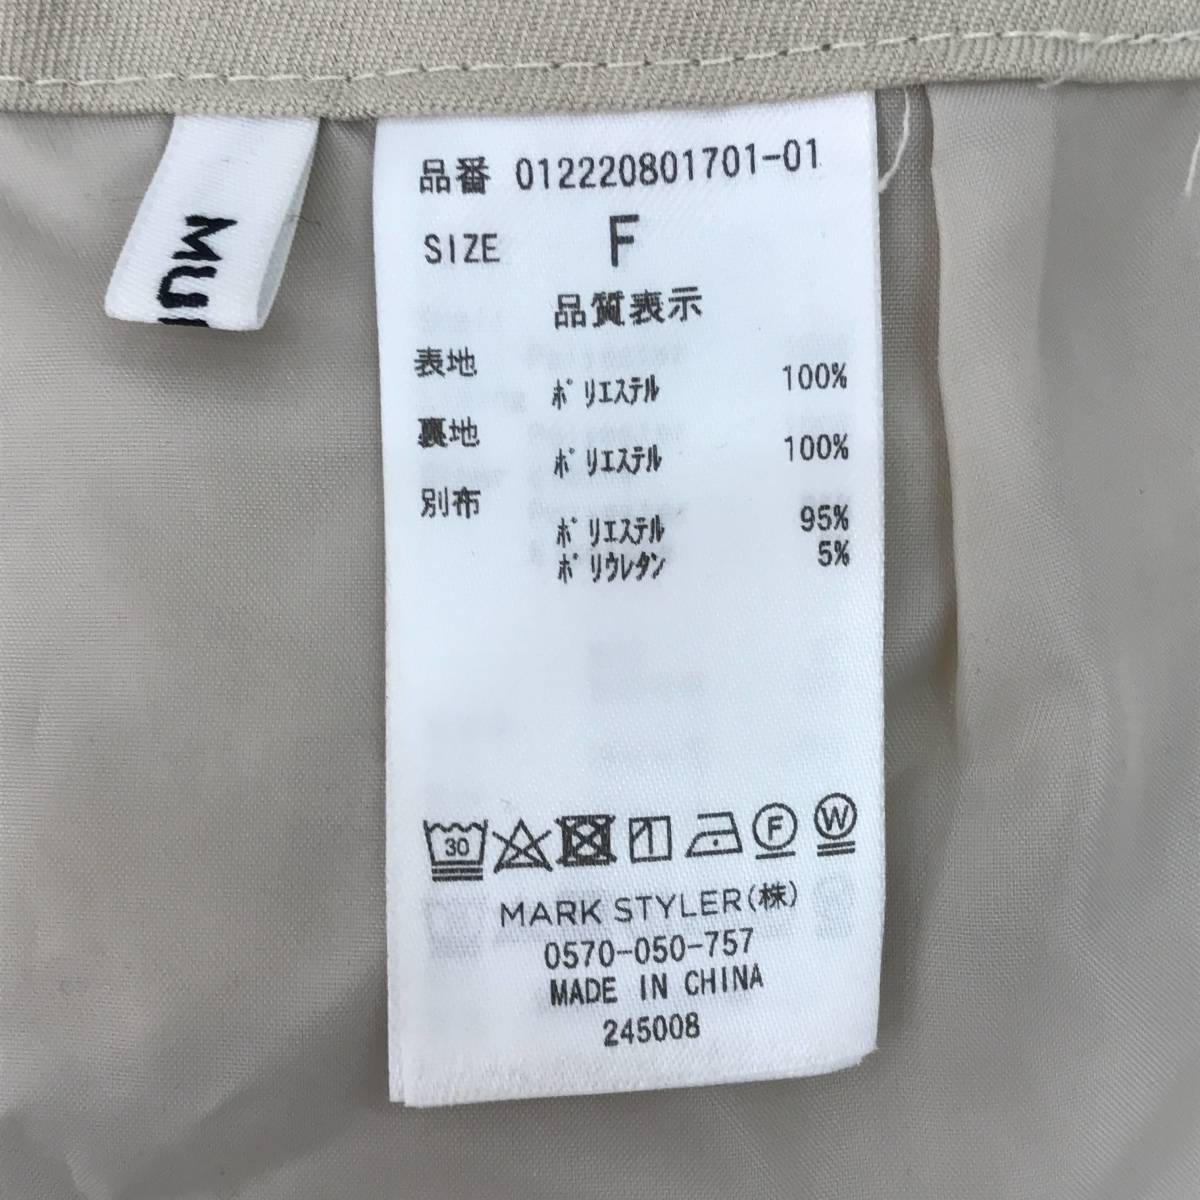 MUI
品番 012220801701-01
SIZE F
品質表示
表地
ポリエステル 100%
裏地
ポリエステル 100%
別布
ポリエステル 95%
ポリウレタン 5%
30 F W
MARK STYLER(株)
0570-050-757
MADE IN CHINA
245008